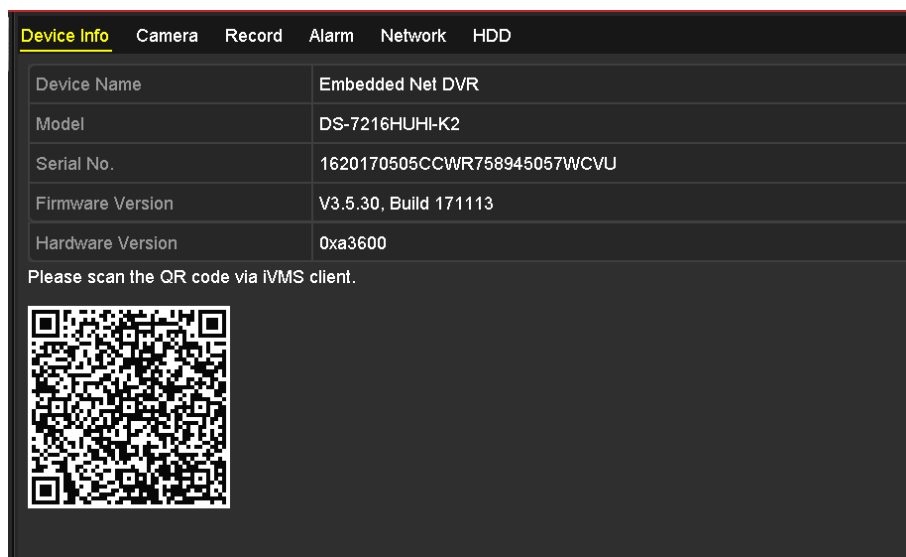 Device Info Camera Record Alarm Network HDD
Device Name Embedded Net DVR
Model DS-7216HUHI-K2
Serial No. 1620170505CCWR758945057WCVU
Firmware Version V3.5.30, Build 171113
Hardware Version 0xa3600
Please scan the QR code via iVMS client.